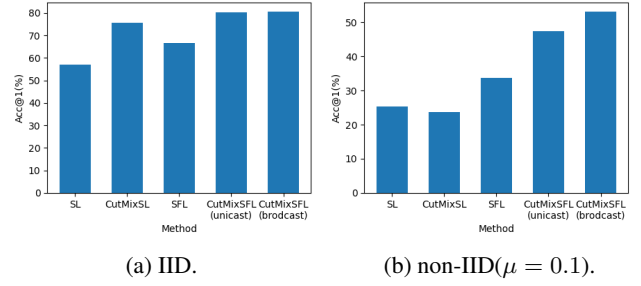 80
70
60
50
40
30
20
10
0
Acc@1(%)
SL CutMixSL SFL CutMixSFL CutMixSFL
(unicast) (brodcast)
Method
(a) IID.
50
40
30
20
10
0
Acc@1(%)
SL CutMixSL SFL CutMixSFL CutMixSFL
(unicast) (brodcast)
Method
(b) non-IID(μ = 0.1).